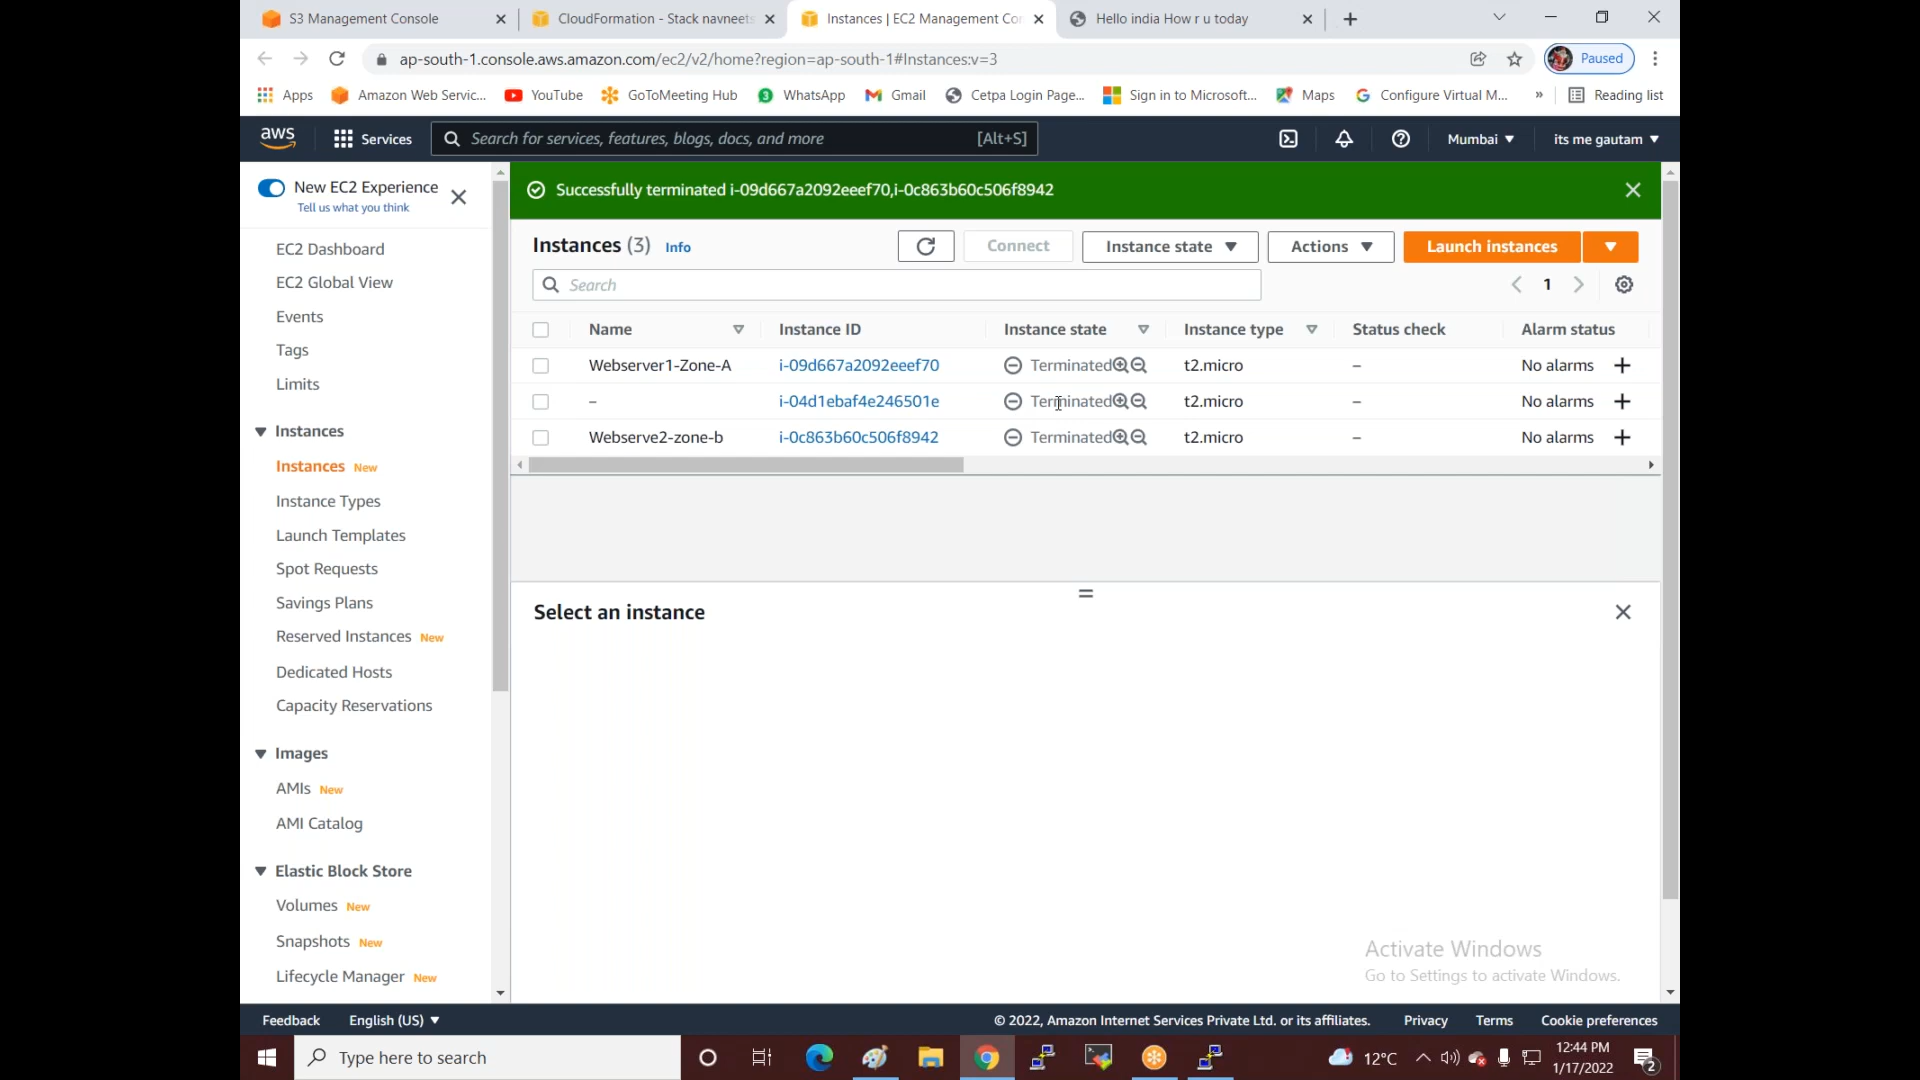 S3 Management Console
CloudFormation - Stack navneets
Instances | EC2 Management Con
Hello india How r u today
ap-south-1.console.aws.amazon.com/ec2/v2/home?region=ap-south-1#Instances:v=3
Paused
Apps
Amazon Web Servic...
YouTube
GoToMeeting Hub
3
WhatsApp
Gmail
Cetpa Login Page...
Sign in to Microsoft...
Maps
Configure Virtual M...
»
Reading list
aws
Services
Search for services, features, blogs, docs, and more
[Alt+S]
Mumbai
its me gautam
New EC2 Experience
Tell us what you think
EC2 Dashboard
EC2 Global View
Events
Tags
Limits
Instances
Instances New
Instance Types
Launch Templates
Spot Requests
Savings Plans
Reserved Instances New
Dedicated Hosts
Capacity Reservations
Images
AMIs New
AMI Catalog
Elastic Block Store
Volumes New
Snapshots New
Lifecycle Manager New
Successfully terminated i-09d667a2092eeef70,i-0c863b60c506f8942
Instances (3) Info
Connect
Instance state
Actions
Launch instances
Search
1
Name Instance ID Instance state Instance type Status check Alarm status
Webserver1-Zone-A i-09d667a2092eeef70 Terminated t2.micro – No alarms +
– i-04d1ebaf4e246501e Terminated t2.micro – No alarms +
Webserve2-zone-b i-0c863b60c506f8942 Terminated t2.micro – No alarms +
Select an instance
Activate Windows
Go to Settings to activate Windows.
Feedback
English (US)
© 2022, Amazon Internet Services Private Ltd. or its affiliates.
Privacy
Terms
Cookie preferences
Type here to search
12°C
12:44 PM
1/17/2022
2